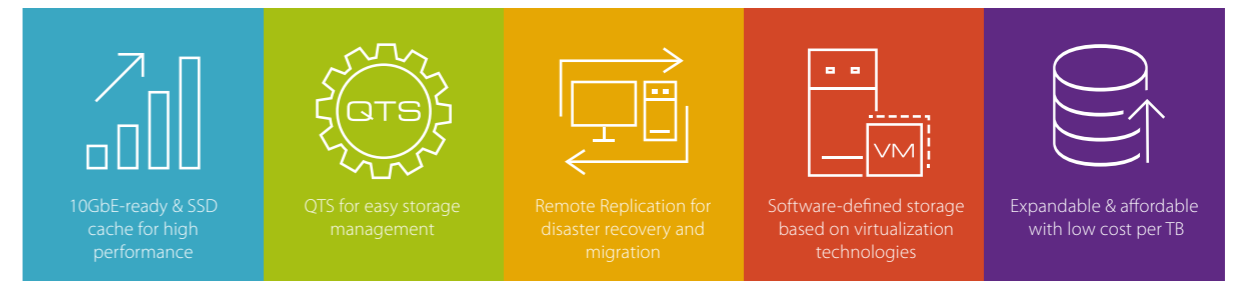 10GbE-ready & SSD
cache for high
performance
QTS
QTS for easy storage
management
Remote Replication for
disaster recovery and
migration
VM
Software-defined storage
based on virtualization
technologies
Expandable & affordable
with low cost per TB